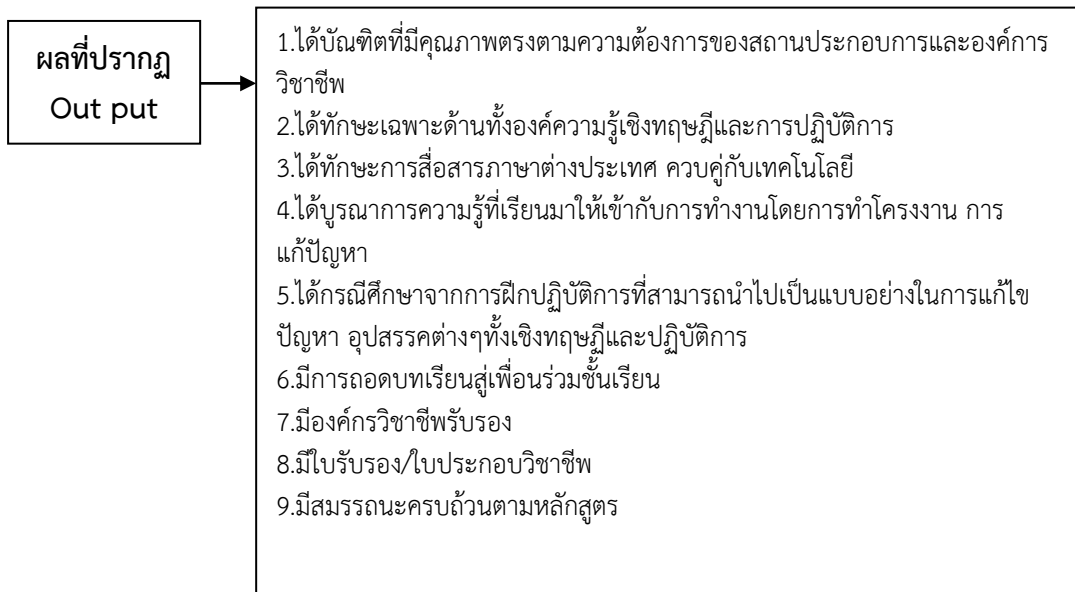 ผลที่ปรากฏ
Out put
1.ได้บัณฑิตที่มีคุณภาพตรงตามความต้องการของสถานประกอบการและองค์การ
วิชาชีพ
2.ได้ทักษะเฉพาะด้านทั้งองค์ความรู้เชิงทฤษฎีและการปฏิบัติการ
3.ได้ทักษะการสื่อสารภาษาต่างประเทศ ควบคู่กับเทคโนโลยี
4.ได้บูรณาการความรู้ที่เรียนมาให้เข้ากับการทำงานโดยการทำโครงงาน การ
แก้ปัญหา
5.ได้กรณีศึกษาจากการฝึกปฏิบัติการที่สามารถนำไปเป็นแบบอย่างในการแก้ไข
ปัญหา อุปสรรคต่างๆทั้งเชิงทฤษฎีและปฏิบัติการ
6.มีการถอดบทเรียนสู่เพื่อนร่วมชั้นเรียน
7.มีองค์กรวิชาชีพรับรอง
8.มีใบรับรอง/ใบประกอบวิชาชีพ
9.มีสมรรถนะครบถ้วนตามหลักสูตร